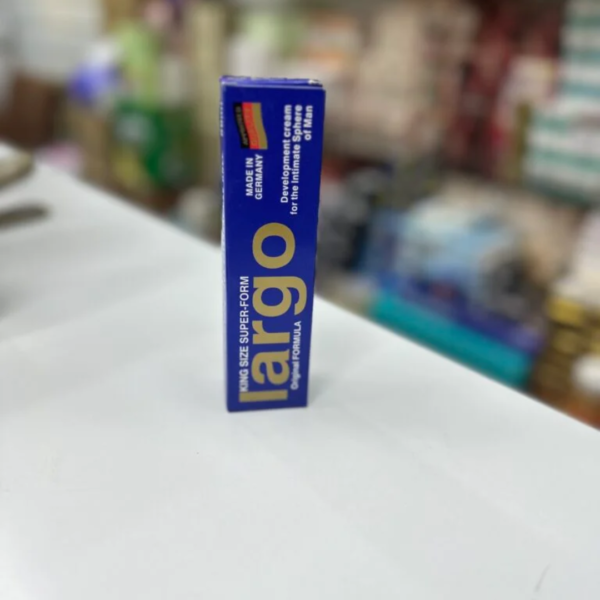 KING SIZE SUPER-FORM
largo
Original FORMULA
MADE IN
GERMANY
Development cream
for the Intimate Sphere
of Man